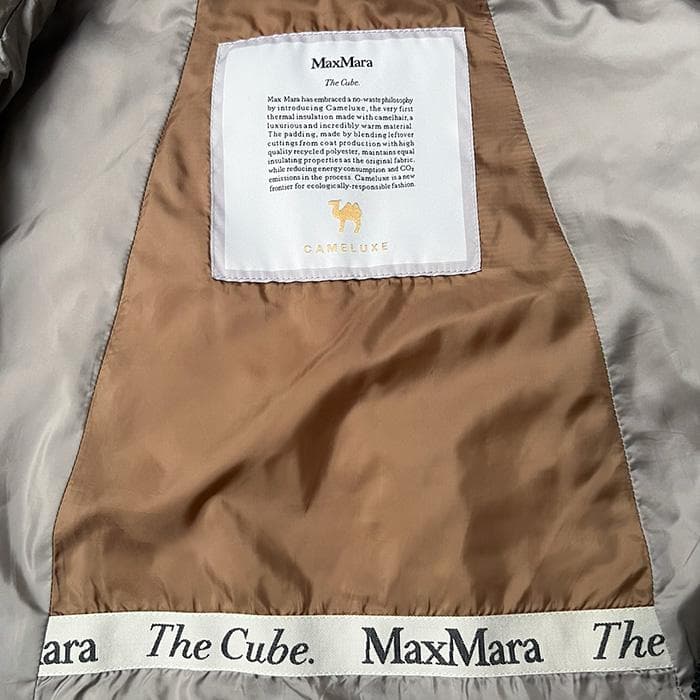 MaxMara
The Cube.
Max Mara has embraced a no-waste philosophy
by introducing Cameluxe, the very first
thermal insulation made with camelhair, a
luxurious and incredibly warm material.
The padding, made by blending leftover
cuttings from coat production with high
quality recycled polyester, maintains equal
insulating properties as the original fabric,
while reducing energy consumption and CO₂
emissions in the process. Cameluxe is a new
frontier for ecologically-responsible fashion.
CAMELUXE
ara The Cube. MaxMara The